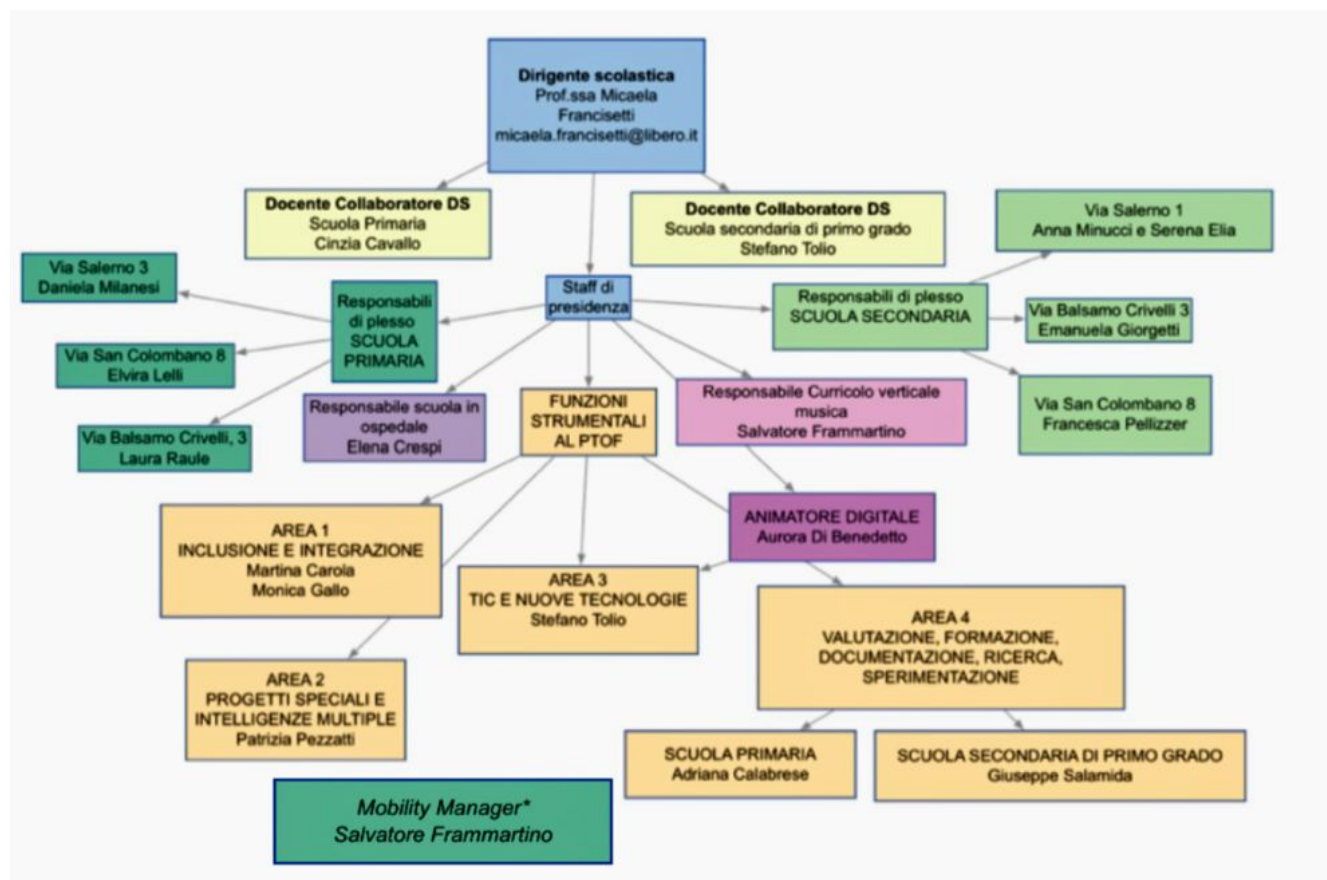 Dirigente scolastica
Prof.ssa Micaela
Francisetti
micaela.francisetti@libero.it
Docente Collaboratore DS
Scuola Primaria
Cinzia Cavallo
Docente Collaboratore DS
Scuola secondaria di primo grado
Stefano Tolio
Via Salerno 1
Anna Minucci e Serena Elia
Via Salerno 3
Daniela Milanesi
Responsabili
di plesso
SCUOLA
PRIMARIA
Staff di
presidenza
Responsabili di plesso
SCUOLA SECONDARIA
Via Balsamo Crivelli 3
Emanuela Giorgetti
Via San Colombano 8
Elvira Lelli
Responsabile scuola in
ospedale
Elena Crespi
FUNZIONI
STRUMENTALI
AL PTOF
Responsabile Curricolo verticale
musica
Salvatore Frammartino
Via San Colombano 8
Francesca Pellizzer
Via Balsamo Crivelli, 3
Laura Raule
AREA 1
INCLUSIONE E INTEGRAZIONE
Martina Carola
Monica Gallo
ANIMATORE DIGITALE
Aurora Di Benedetto
AREA 3
TIC E NUOVE TECNOLOGIE
Stefano Tolio
AREA 4
VALUTAZIONE, FORMAZIONE,
DOCUMENTAZIONE, RICERCA,
SPERIMENTAZIONE
AREA 2
PROGETTI SPECIALI E
INTELLIGENZE MULTIPLE
Patrizia Pezzatti
SCUOLA PRIMARIA
Adriana Calabrese
SCUOLA SECONDARIA DI PRIMO GRADO
Giuseppe Salamida
Mobility Manager*
Salvatore Frammartino